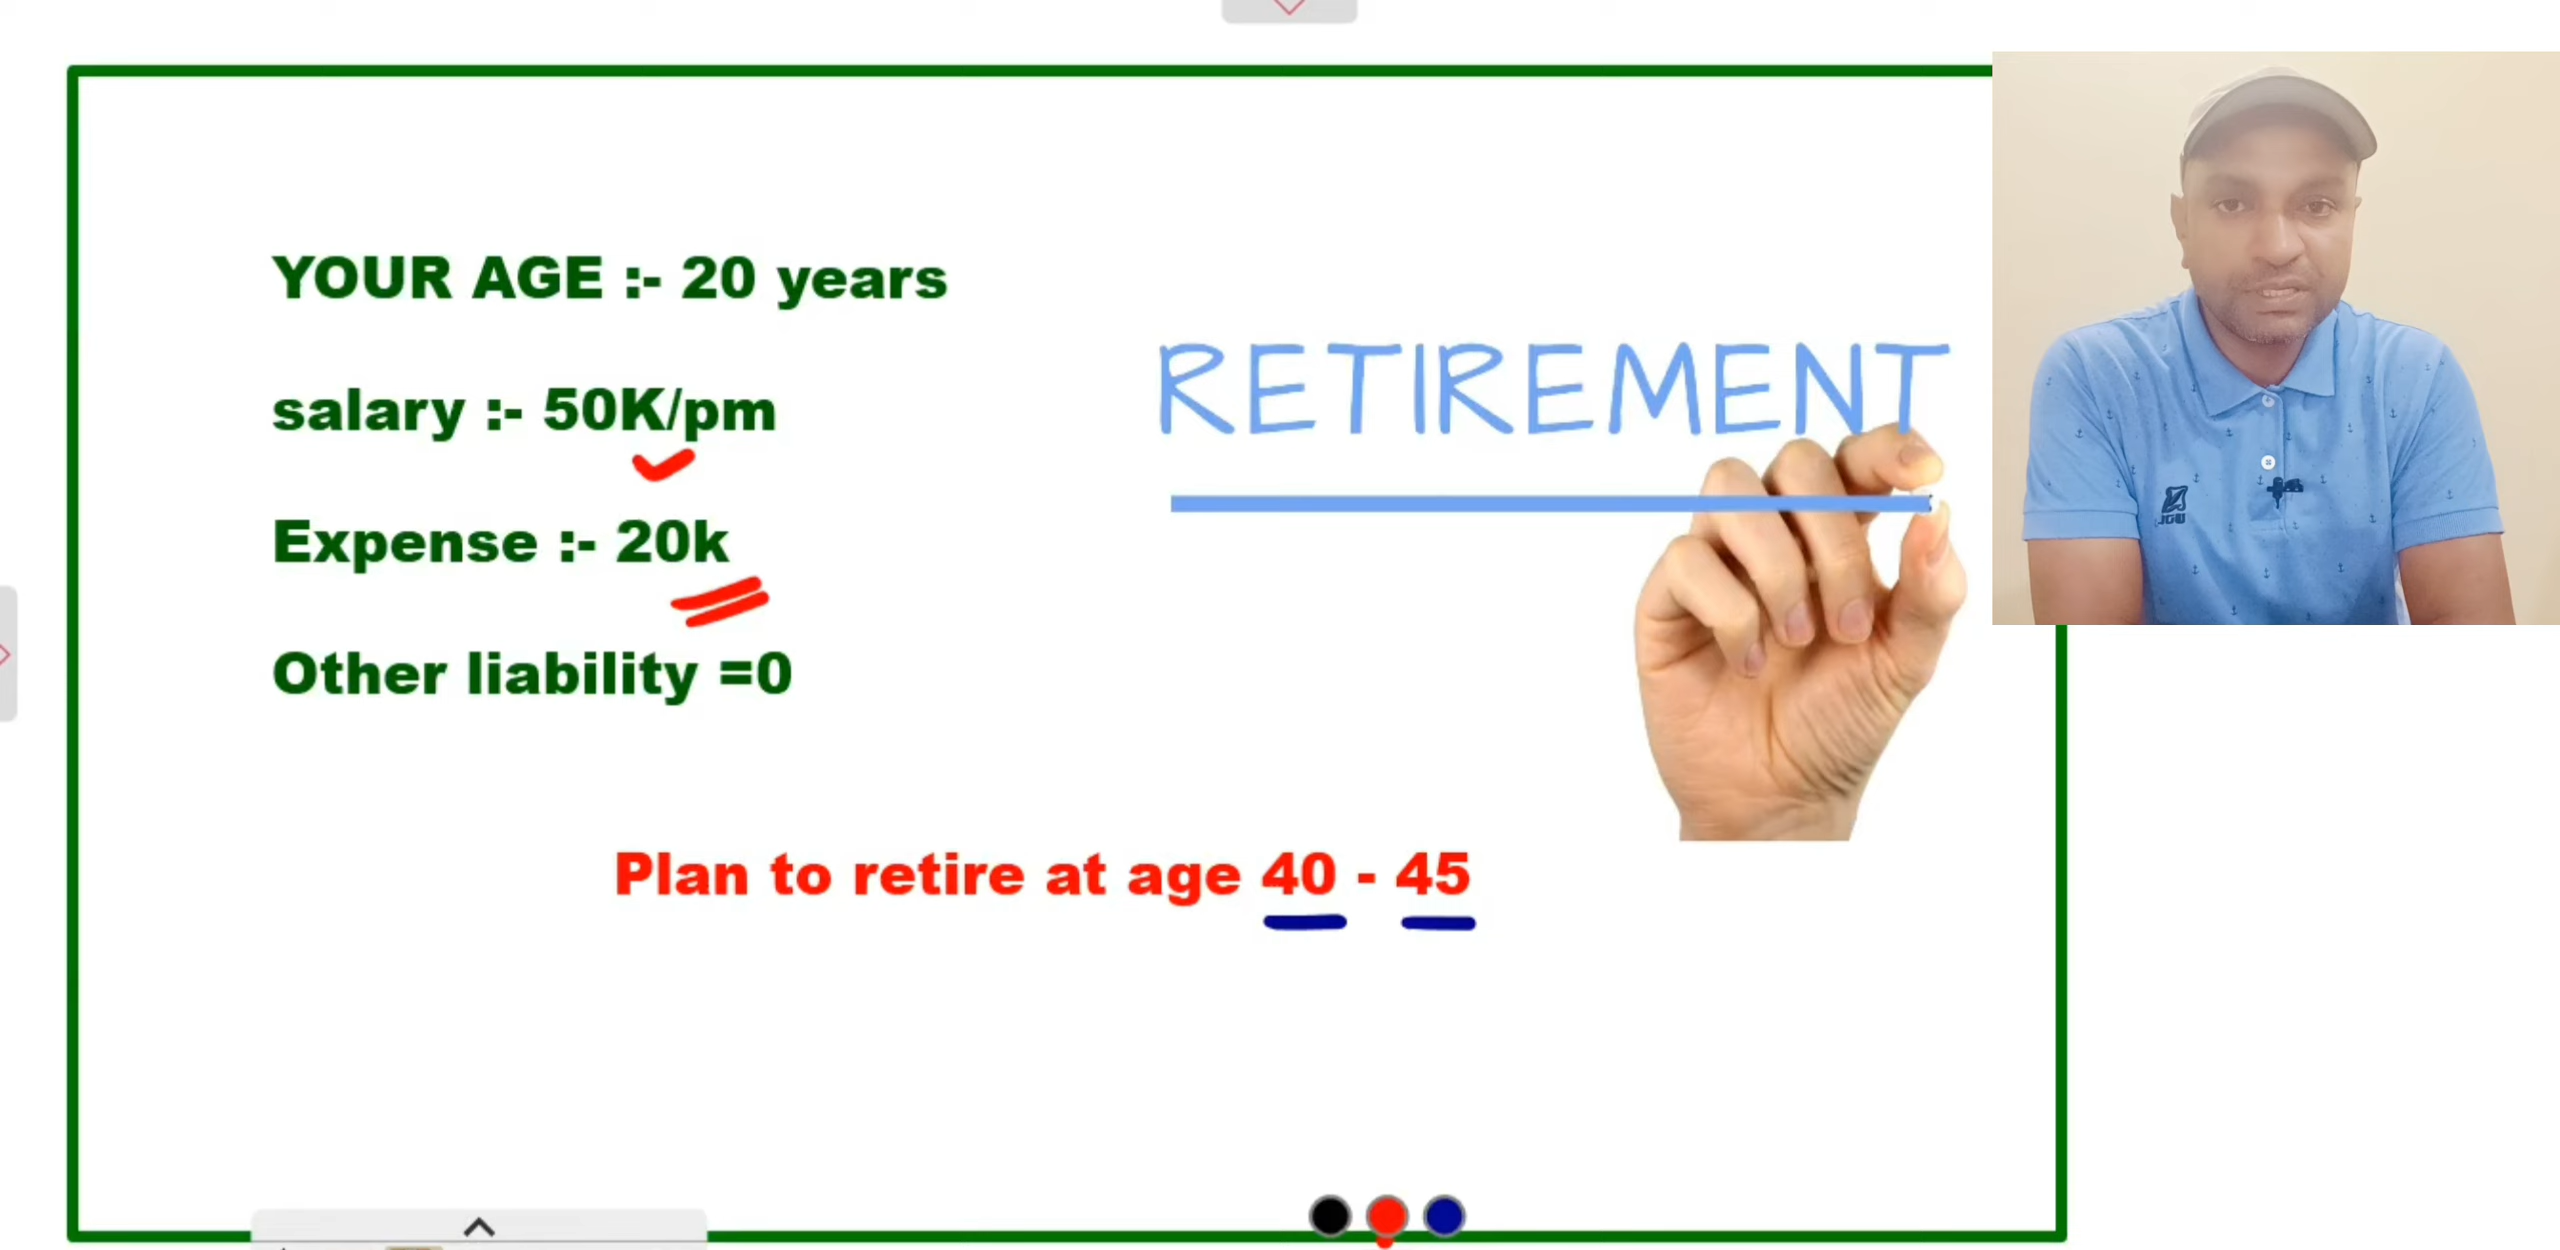 YOUR AGE :- 20 years
salary :- 50K/pm
Expense :- 20k
Other liability =0
RETIREMENT
Plan to retire at age 40 - 45